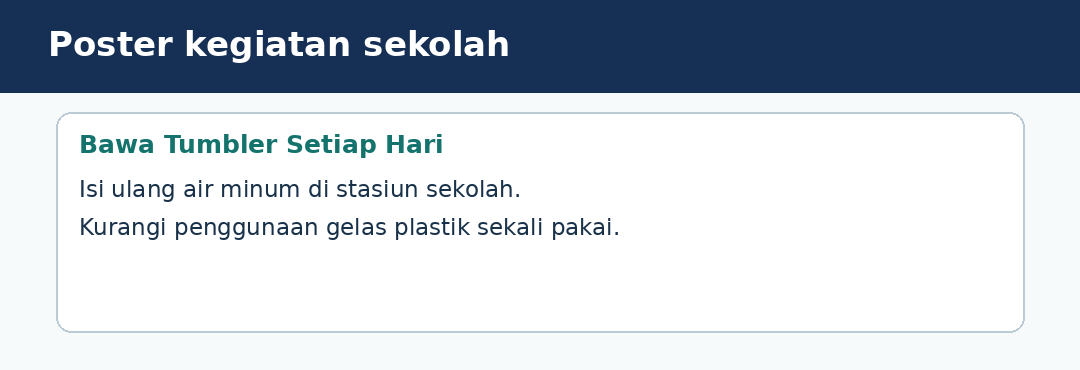 Poster kegiatan sekolah
Bawa Tumbler Setiap Hari
Isi ulang air minum di stasiun sekolah.
Kurangi penggunaan gelas plastik sekali pakai.